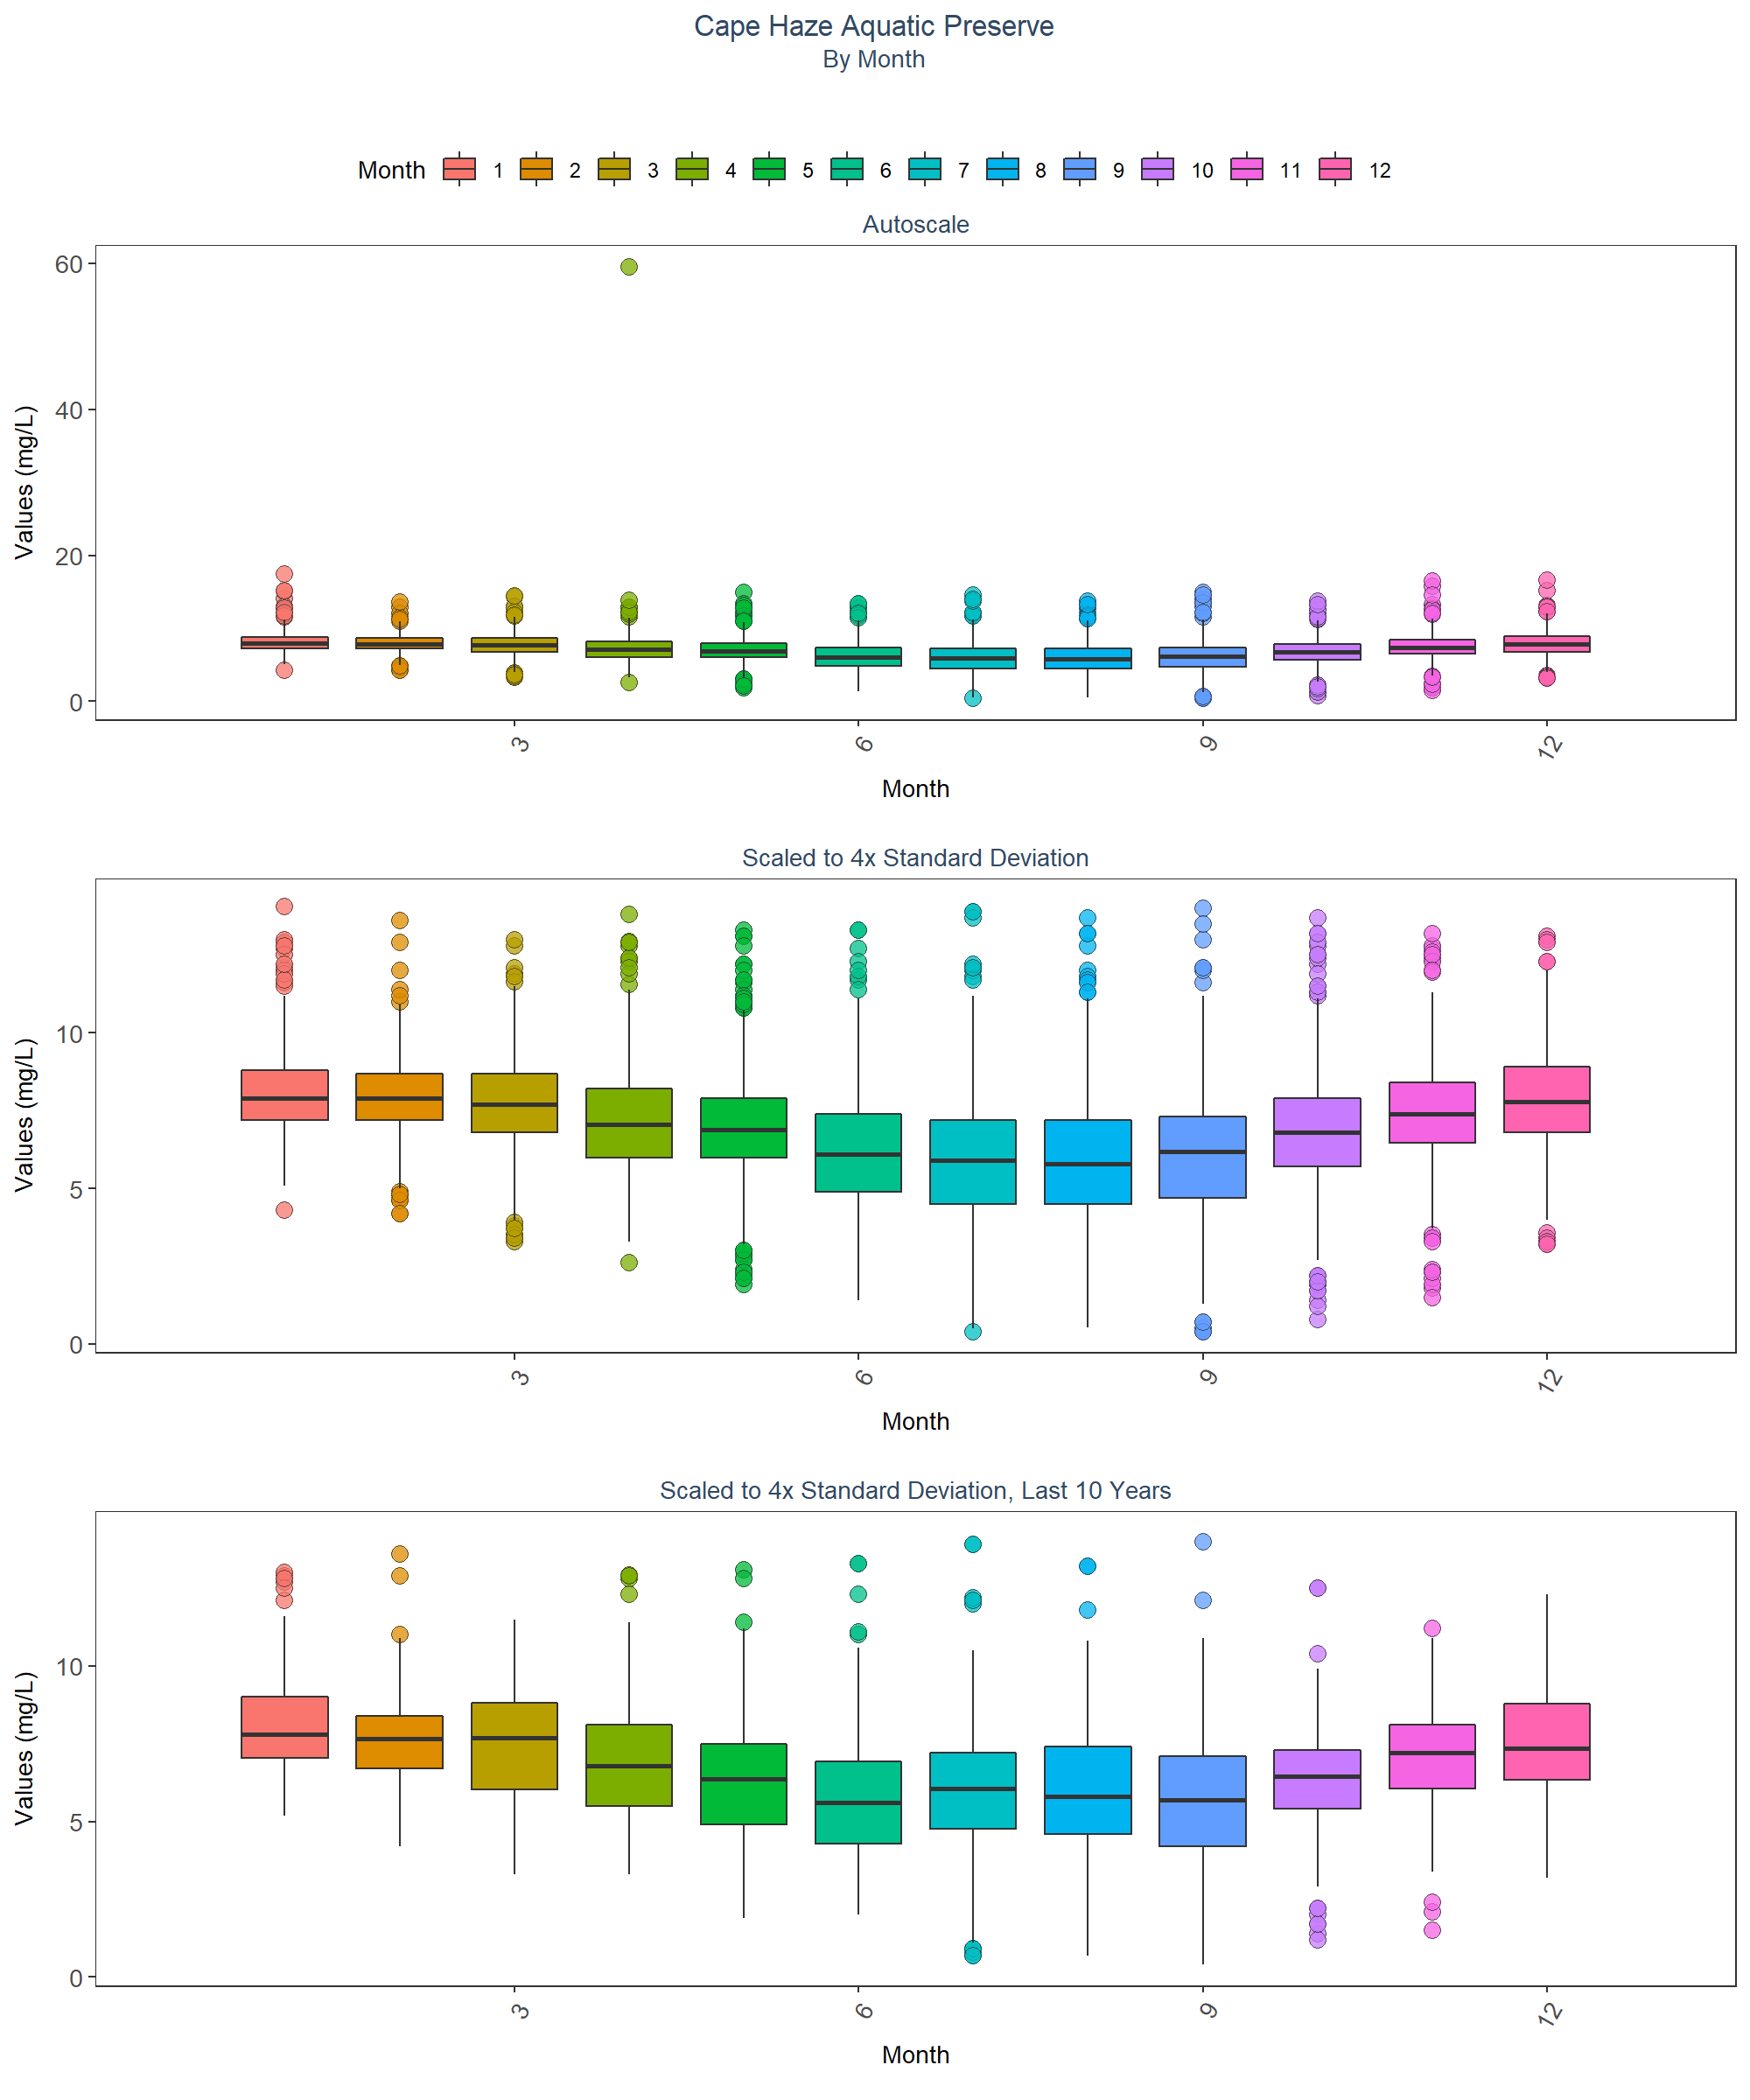 Cape Haze Aquatic Preserve
By Month
Month 1 2 3 4 5 6 7 8 9 10 11 12
Autoscale
Values (mg/L)
60
40
20
0
3 6 9 12
Month
Scaled to 4x Standard Deviation
Values (mg/L)
10
5
0
3 6 9 12
Month
Scaled to 4x Standard Deviation, Last 10 Years
Values (mg/L)
10
5
0
3 6 9 12
Month